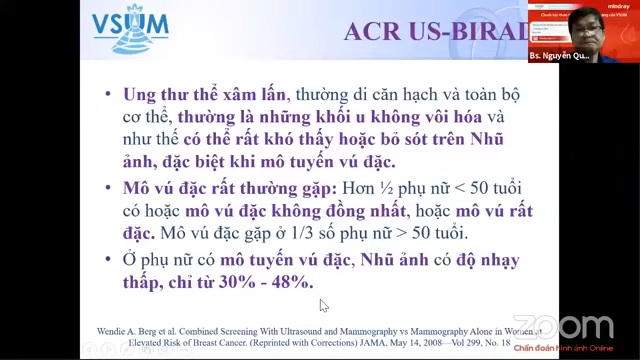 VSUM
ACR US-BIRAD
mindray
Bs. Nguyễn Qu...
• Ung thư thể xâm lấn, thường di căn hạch và toàn bộ
cơ thể, thường là những khối u không vôi hóa và
như thế có thể rất khó thấy hoặc bỏ sót trên Nhũ
ảnh, đặc biệt khi mô tuyến vú đặc.
• Mô vú đặc rất thường gặp: Hơn ½ phụ nữ < 50 tuổi
có hoặc mô vú đặc không đồng nhất, hoặc mô vú rất
đặc. Mô vú đặc gặp ở 1/3 số phụ nữ > 50 tuổi.
• Ở phụ nữ có mô tuyến vú đặc, Nhũ ảnh có độ nhạy
thấp, chỉ từ 30% - 48%.
Wendie A. Berg et al. Combined Screening With Ultrasound and Mammography vs Mammography Alone in Women at
Elevated Risk of Breast Cancer. (Reprinted with Corrections) JAMA, May 14, 2008—Vol 299, No. 18
zoom
Chẩn đoán hình ảnh Online